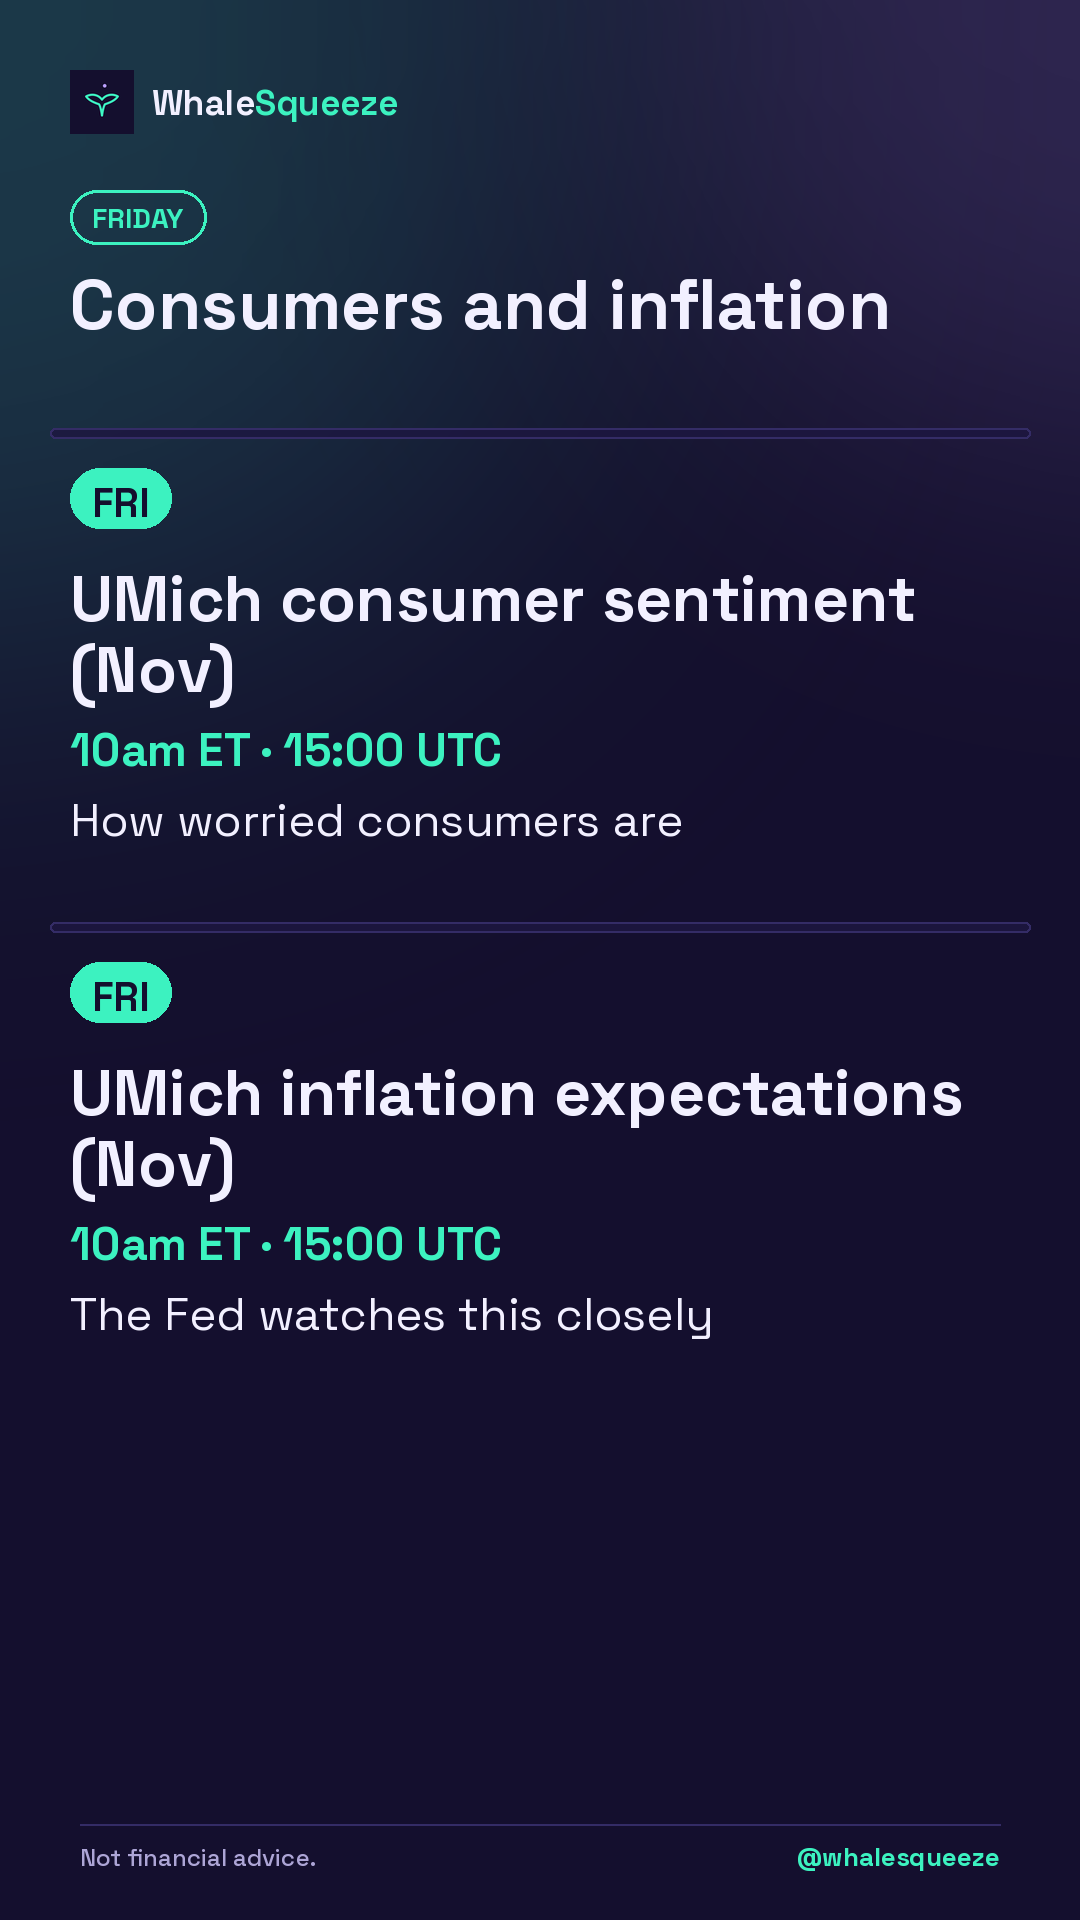 WhaleSqueeze
FRIDAY
Consumers and inflation
FRI
UMich consumer sentiment
(Nov)
10am ET · 15:00 UTC
How worried consumers are
FRI
UMich inflation expectations
(Nov)
10am ET · 15:00 UTC
The Fed watches this closely
Not financial advice.
@whalesqueeze